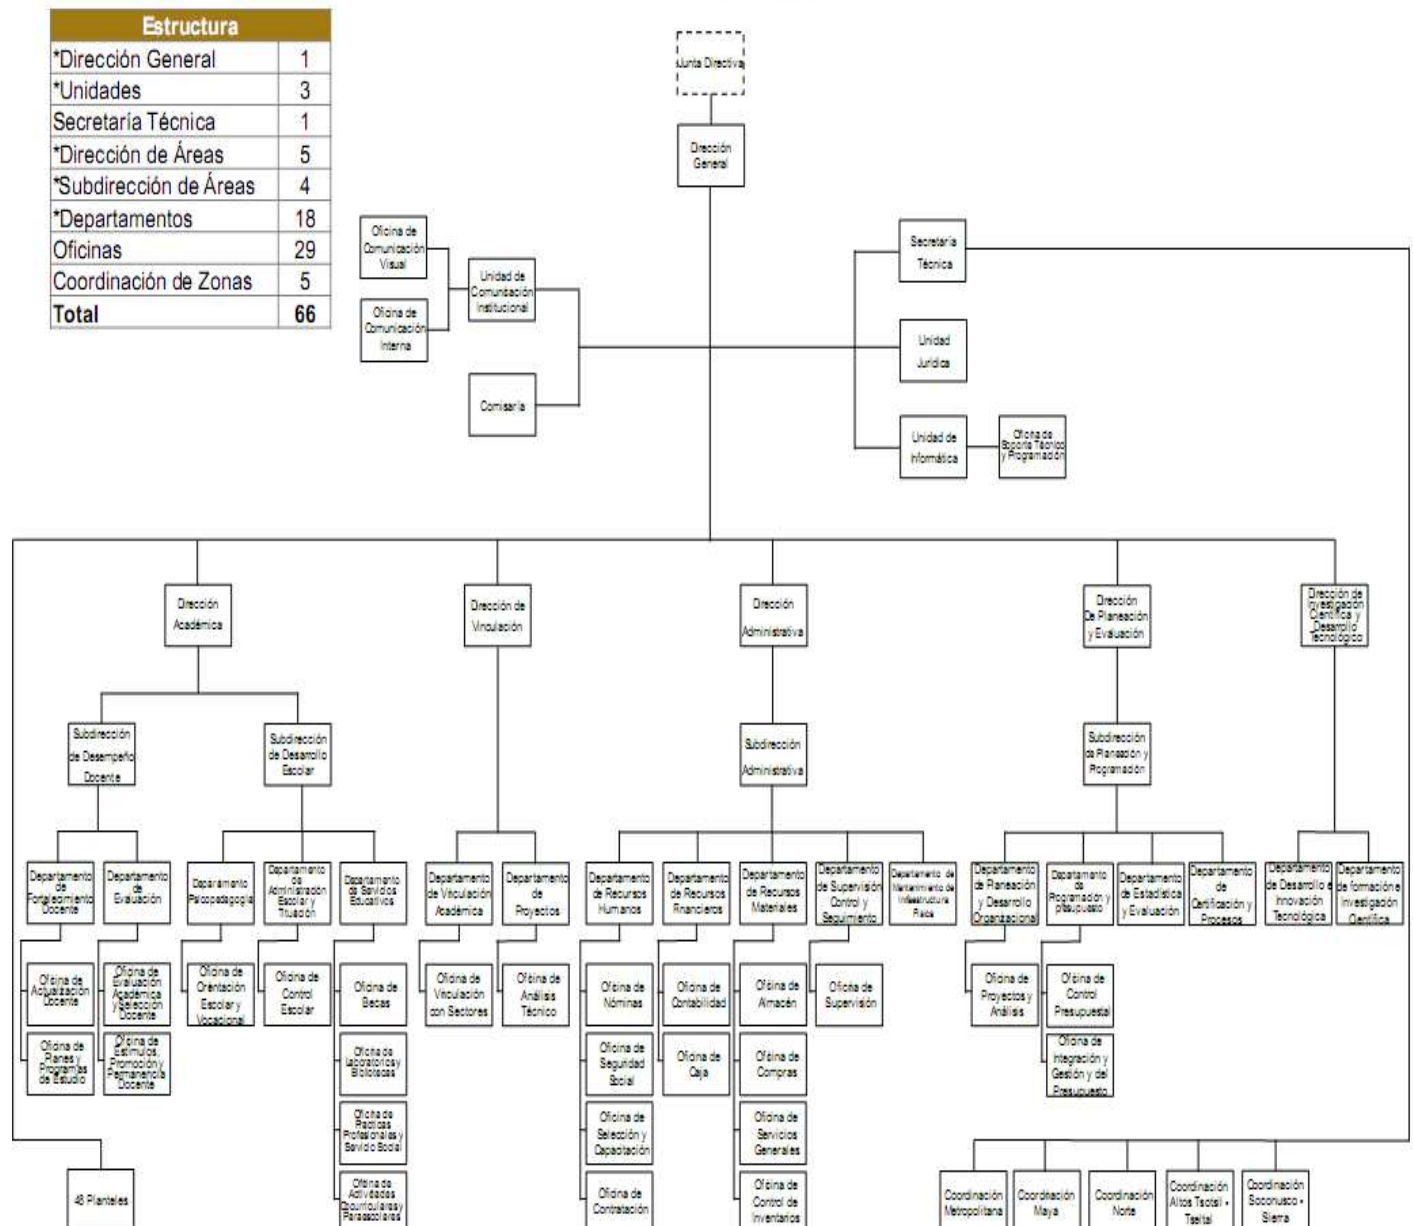 Estructura
*Dirección General 1
*Unidades 3
Secretaría Técnica 1
*Dirección de Áreas 5
*Subdirección de Áreas 4
*Departamentos 18
Oficinas 29
Coordinación de Zonas 5
Total 66
Junta Directiva
Dirección
General
Oficina de
Comunicación
Visual
Oficina de
Comunicación
Interna
Unidad de
Comunicación
Institucional
Comisaría
Secretaría
Técnica
Unidad
Jurídica
Unidad de
Informática
Oficina de
Soporte Técnico
y Programación
Dirección
Académica
Dirección de
Vinculación
Dirección
Administrativa
Dirección
De Planeación
y Evaluación
Dirección de
Investigación
Científica y
Desarrollo
Tecnológico
Subdirección
de Desempeño
Docente
Subdirección
de Desarrollo
Escolar
Subdirección
Administrativa
Subdirección
de Planeación y
Programación
Departamento
de
Fortalecimiento
Docente
Departamento
de
Evaluación
Departamento
Psicopedagogía
Departamento
de
Administración
Escolar y
Titulación
Departamento
de Servicios
Educativos
Departamento
de Vinculación
Académica
Departamento
de
Proyectos
Departamento
de Recursos
Humanos
Departamento
de Recursos
Financieros
Departamento
de Recursos
Materiales
Departamento
de Supervisión
Control y
Seguimiento
Departamento de
Mantenimiento de
Infraestructura
Física
Departamento
de Planeación
y Desarrollo
Organizacional
Departamento
de
Programación y
presupuesto
Departamento
de Estadística
y Evaluación
Departamento
de
Certificación y
Procesos
Departamento
de Desarrollo e
Innovación
Tecnológica
Departamento
de formación e
Investigación
Científica
Oficina de
Actualización
Docente
Oficina de
Evaluación
Académica
y Selección
Docente
Oficina de
Orientación
Escolar y
Vocacional
Oficina de
Control
Escolar
Oficina de
Becas
Oficina de
Vinculación
con Sectores
Oficina de
Análisis
Técnico
Oficina de
Nóminas
Oficina de
Contabilidad
Oficina de
Almacén
Oficina de
Supervisión
Oficina de
Proyectos y
Análisis
Oficina de
Control
Presupuestal
Oficina de
Planes y
Programas
de Estudio
Oficina de
Estímulos,
Promoción y
Permanencia
Docente
Oficina de
Laboratorios y
Bibliotecas
Oficina de
Seguridad
Social
Oficina de
Caja
Oficina de
Compras
Oficina de
Integración y
Gestión y del
Presupuesto
Oficina de
Practicas
Profesionales y
Servicio Social
Oficina de
Selección y
Capacitación
Oficina de
Servicios
Generales
48 Planteles
Oficina de
Actividades
Cocurriculares y
Paraescolares
Oficina de
Contratación
Oficina de
Control de
Inventarios
Coordinación
Metropolitana
Coordinación
Maya
Coordinación
Norte
Coordinación
Altos Tsotsil -
Tseltal
Coordinación
Soconusco -
Sierra